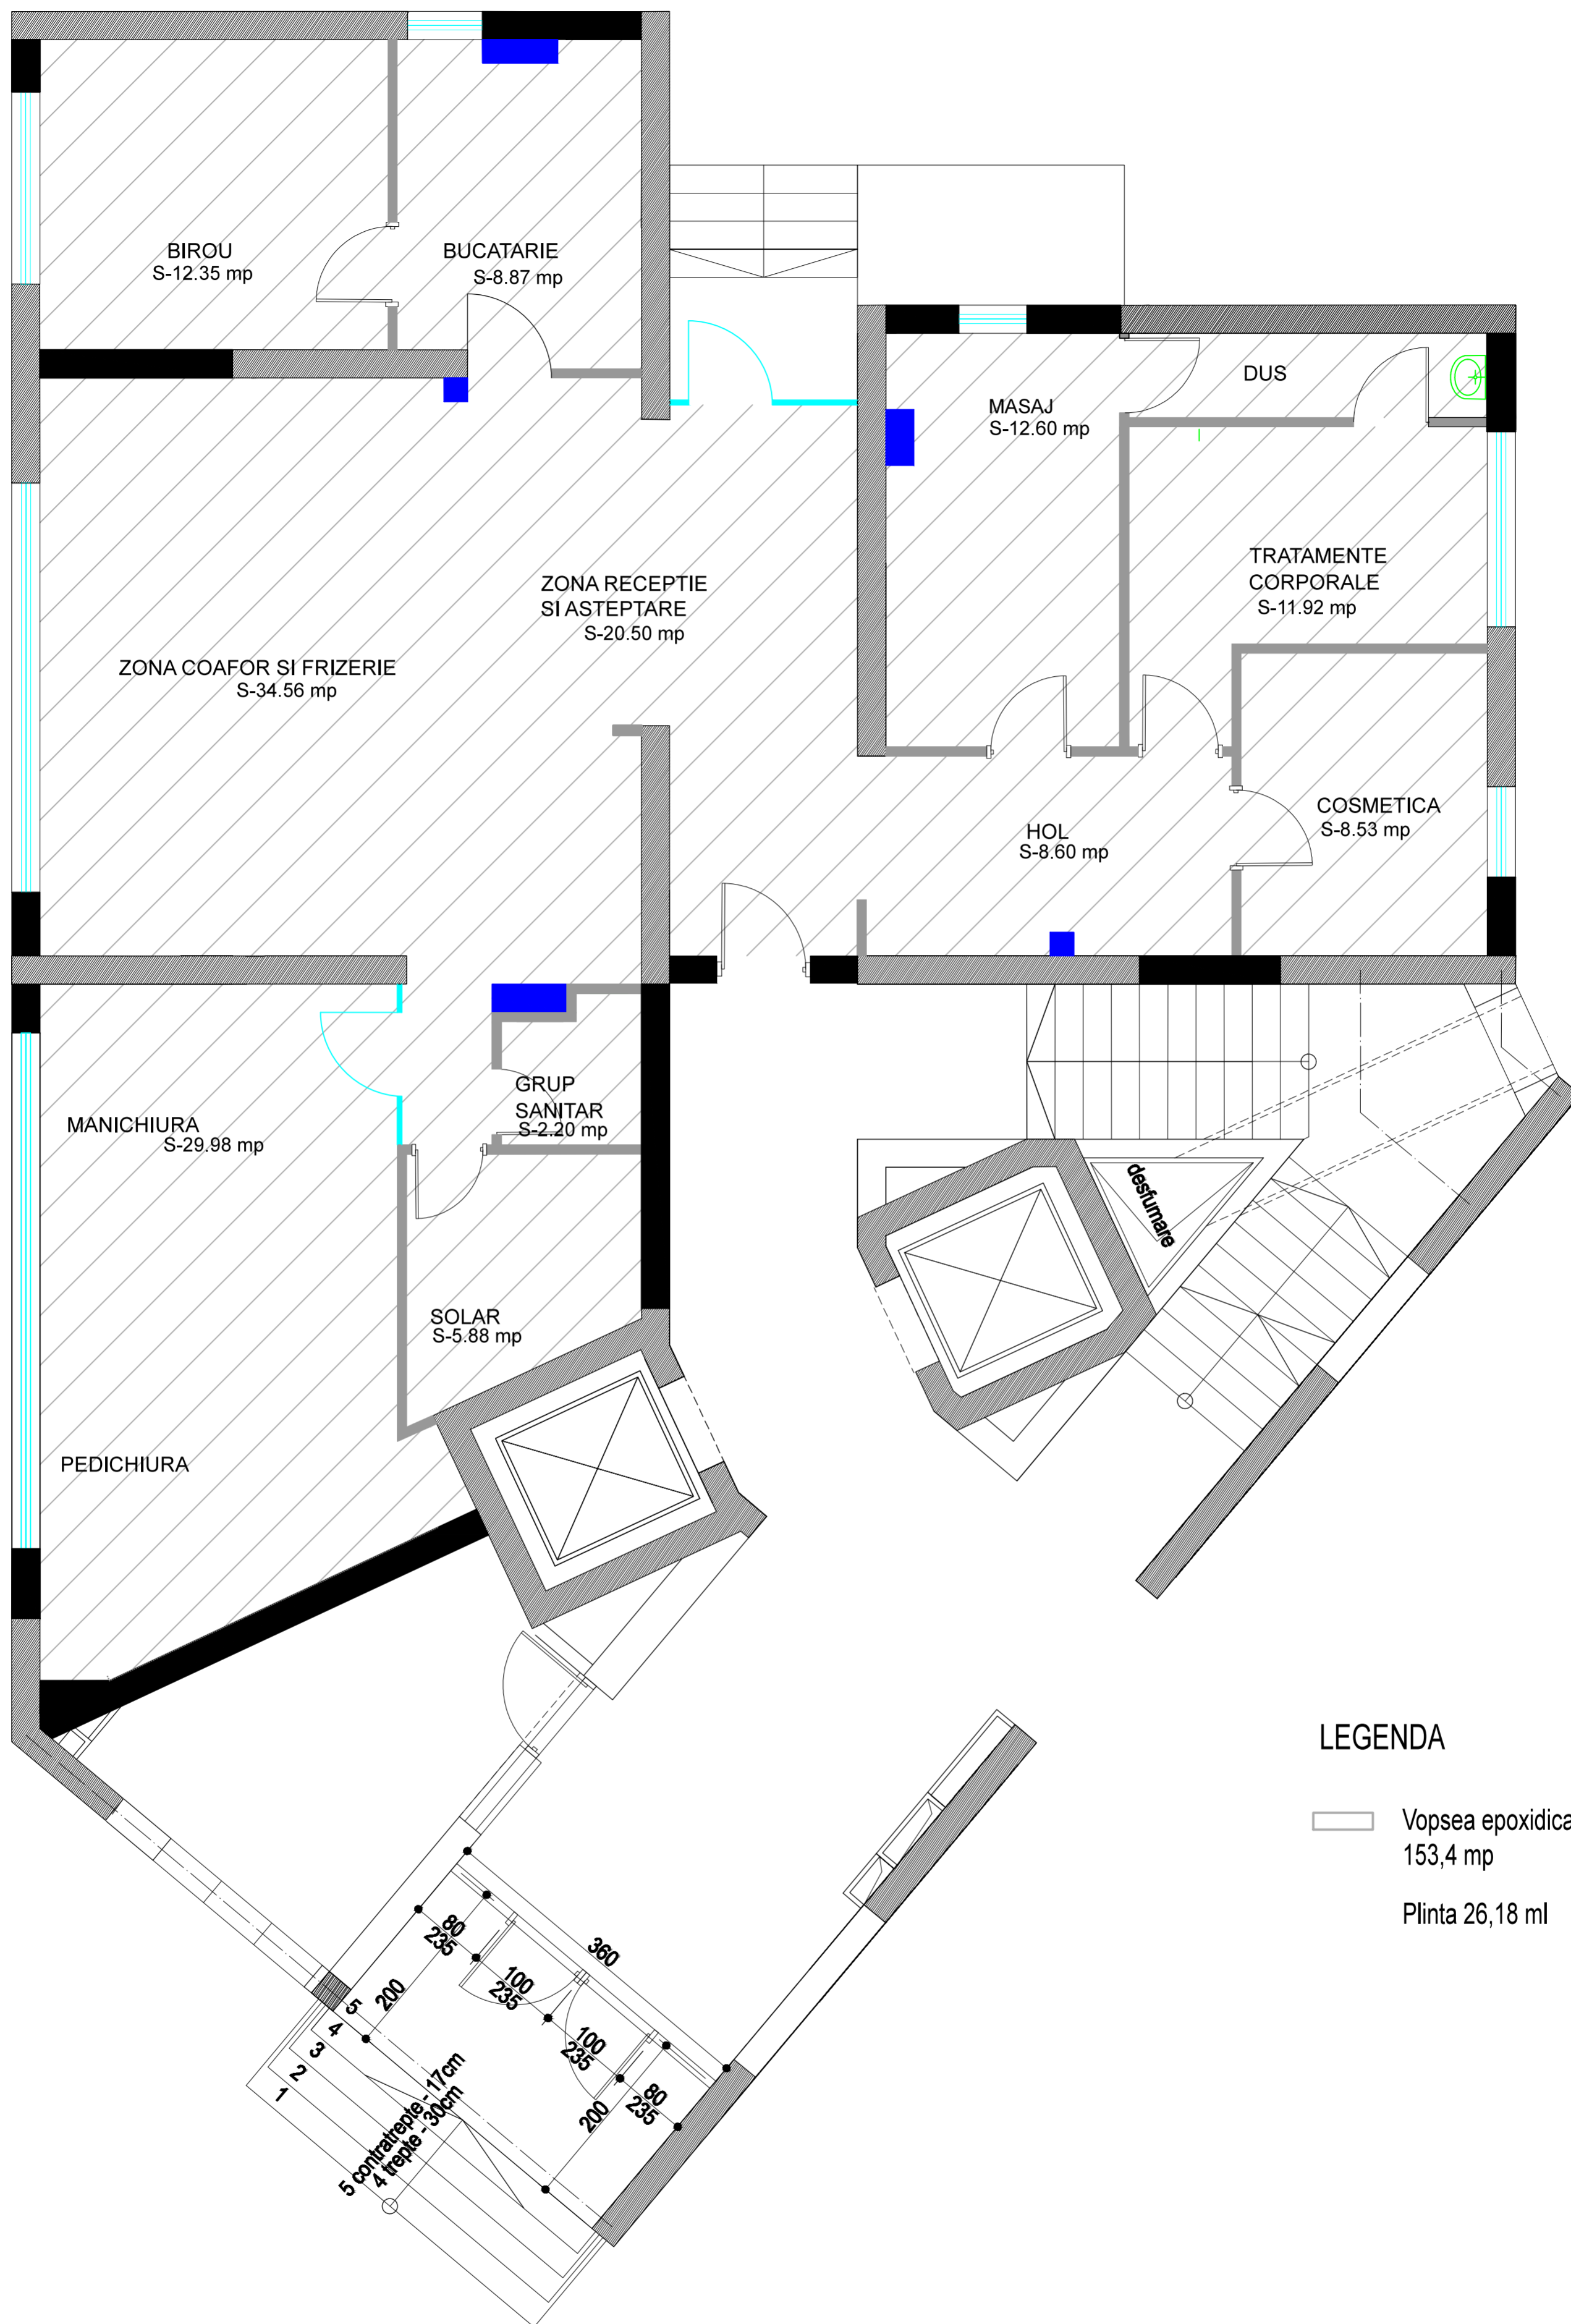 BIROU
S-12.35 mp
BUCATARIE
S-8.87 mp
MASAJ
S-12.60 mp
DUS
TRATAMENTE
CORPORALE
S-11.92 mp
ZONA RECEPTIE
SI ASTEPTARE
S-20.50 mp
ZONA COAFOR SI FRIZERIE
S-34.56 mp
COSMETICA
S-8.53 mp
HOL
S-8.60 mp
GRUP
SANITAR
S-2.20 mp
MANICHIURA
S-29.98 mp
desfumare
SOLAR
S-5.88 mp
PEDICHIURA
LEGENDA
Vopsea epoxidica
153,4 mp
Plinta 26,18 ml
360
80
235
100
235
100
235
80
235
200
200
5
4
3
2
1
5 contratrepte - 17cm
4 trepte - 30cm